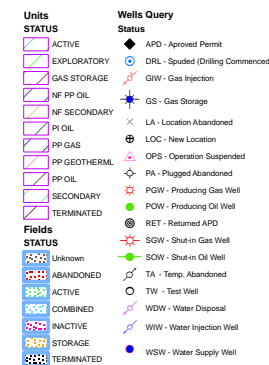 Units
STATUS
ACTIVE
EXPLORATORY
GAS STORAGE
NF PP OIL
NF SECONDARY
PI OIL
PP GAS
PP GEOTHERML
PP OIL
SECONDARY
TERMINATED
Fields
STATUS
Unknown
ABANDONED
ACTIVE
COMBINED
INACTIVE
STORAGE
TERMINATED
Wells Query
Status
APD - Aproved Permit
DRL - Spuded (Drilling Commenced
GIW - Gas Injection
GS - Gas Storage
LA - Location Abandoned
LOC - New Location
OPS - Operation Suspended
PA - Plugged Abandoned
PGW - Producing Gas Well
POW - Producing Oil Well
RET - Returned APD
SGW - Shut-in Gas Well
SOW - Shut-in Oil Well
TA - Temp. Abandoned
TW - Test Well
WDW - Water Disposal
WIW - Water Injection Well
WSW - Water Supply Well